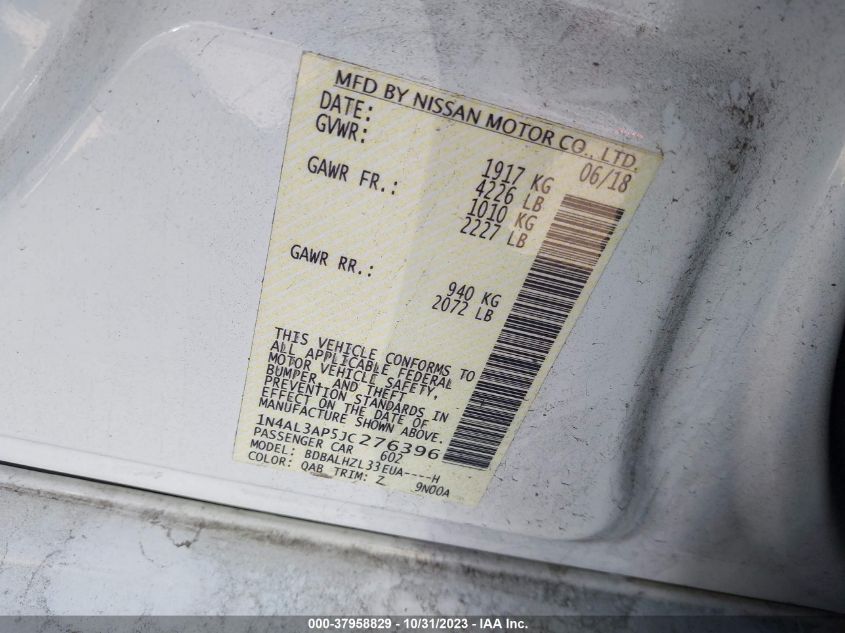 MFD BY NISSAN MOTOR CO., LTD.
DATE: 06/18
GVWR: 1917 KG
4226 LB
GAWR FR.: 1010 KG
2227 LB
GAWR RR.: 940 KG
2072 LB
THIS VEHICLE CONFORMS TO
ALL APPLICABLE FEDERAL
MOTOR VEHICLE SAFETY,
BUMPER, AND THEFT
PREVENTION STANDARDS IN
EFFECT ON THE DATE OF
MANUFACTURE SHOWN ABOVE.
1N4AL3AP5JC276396
PASSENGER CAR 602
MODEL: BDBALHZL33EUA----H
COLOR: QAB TRIM: Z 9N00A
000-37958829 - 10/31/2023 - IAA Inc.